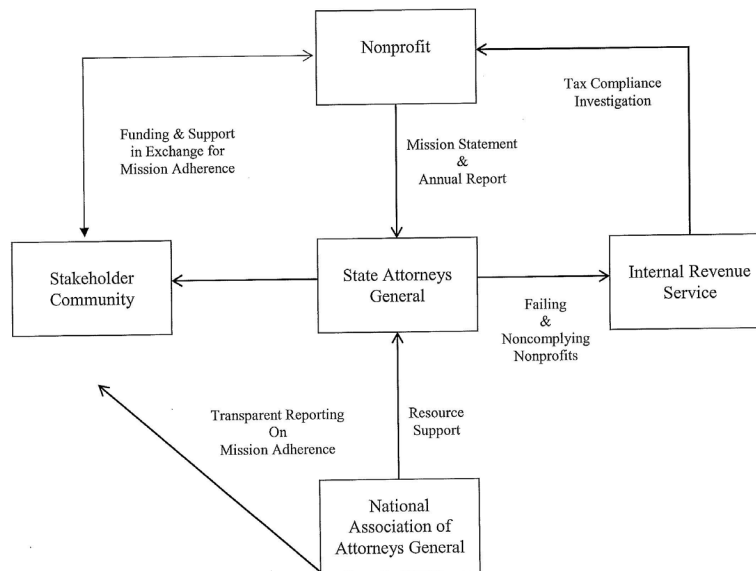 Nonprofit
Tax Compliance
Investigation
Funding & Support
in Exchange for
Mission Adherence
Mission Statement
&
Annual Report
Stakeholder
Community
State Attorneys
General
Internal Revenue
Service
Failing
&
Noncomplying
Nonprofits
Transparent Reporting
On
Mission Adherence
Resource
Support
National
Association of
Attorneys General